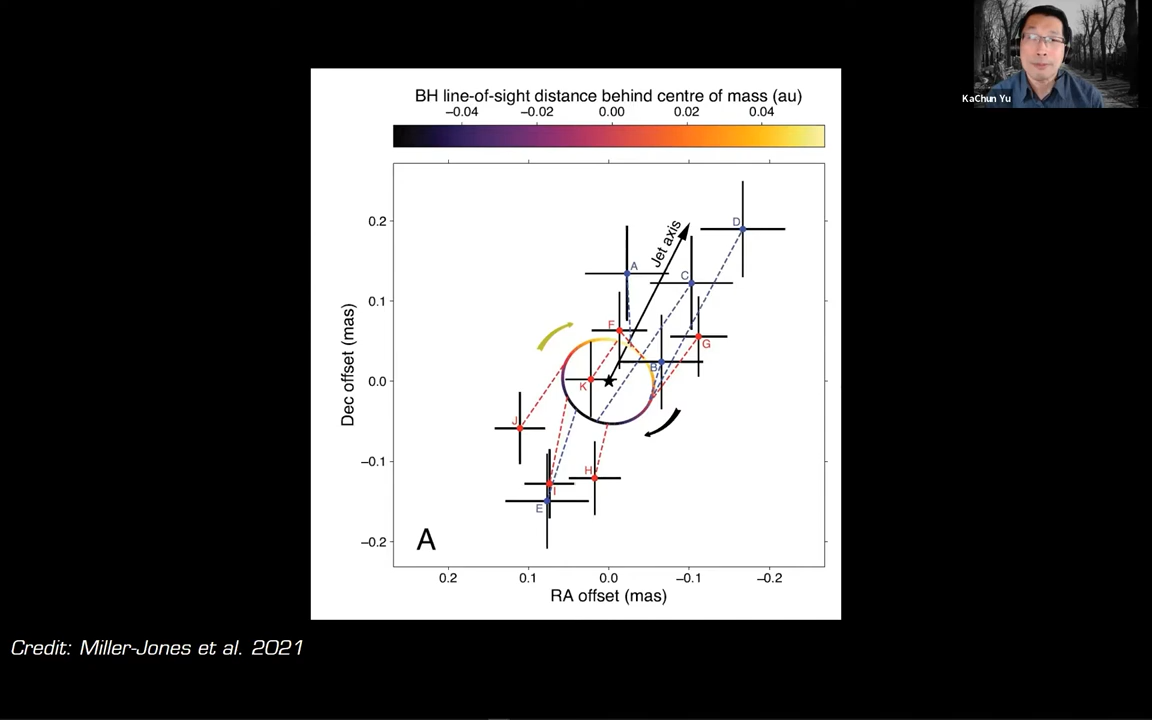 KaChun Yu
BH line-of-sight distance behind centre of mass (au)
−0.04 −0.02 0.00 0.02 0.04
Dec offset (mas)
0.2
0.1
0.0
−0.1
−0.2
Jet axis
D
A
C
F
G
B
K
J
H
I
E
A
0.2 0.1 0.0 −0.1 −0.2
RA offset (mas)
Credit: Miller-Jones et al. 2021